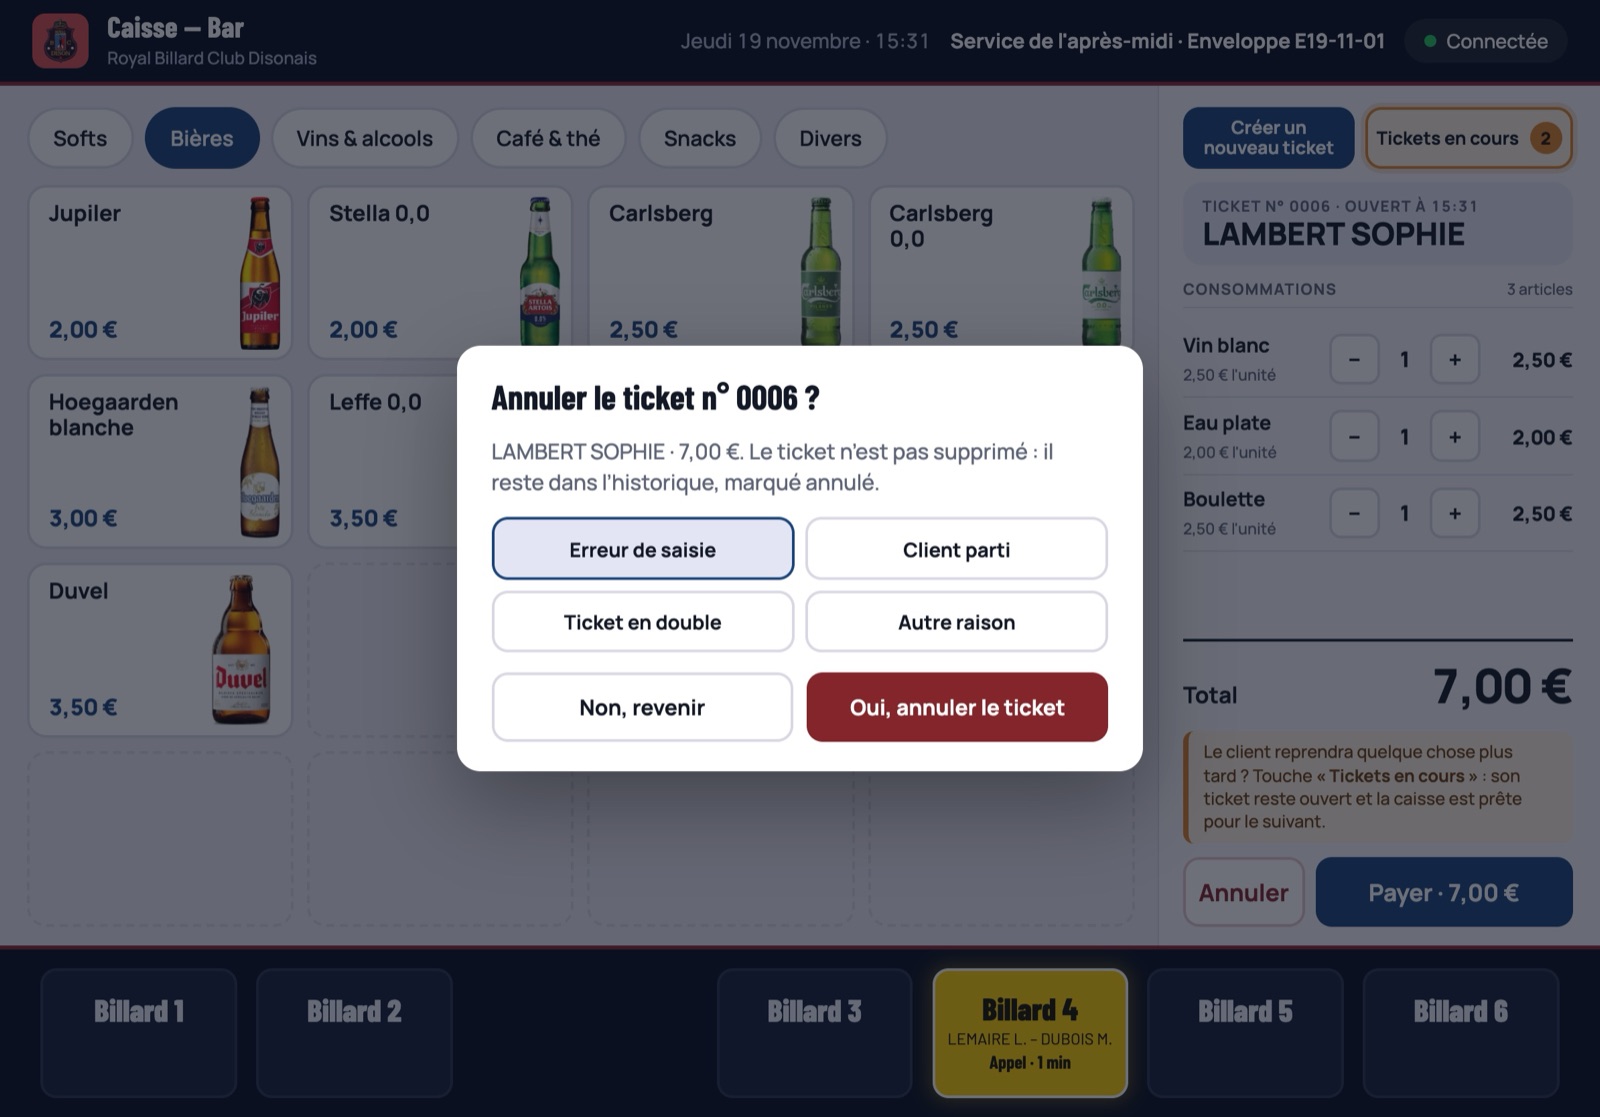 Caisse – Bar
Royal Billard Club Disonais
Jeudi 19 novembre · 15:31
Service de l'après-midi · Enveloppe E19-11-01
Connectée
Softs
Bières
Vins & alcools
Café & thé
Snacks
Divers
Créer un
nouveau ticket
Tickets en cours
2
Jupiler
2,00 €
Jupiler
Stella 0,0
2,00 €
STELLA
ARTOIS
Carlsberg
2,50 €
Carlsberg
Carlsberg
0,0
2,50 €
Carlsberg
TICKET N° 0006 · OUVERT À 15:31
LAMBERT SOPHIE
CONSOMMATIONS
3 articles
Vin blanc
2,50 € l'unité
−
1
+
2,50 €
Eau plate
2,00 € l'unité
−
1
+
2,00 €
Boulette
2,50 € l'unité
−
1
+
2,50 €
Hoegaarden
blanche
3,00 €
Hoegaarden
Leffe 0,0
3,50 €
Duvel
3,50 €
Duvel
Annuler le ticket n° 0006 ?
LAMBERT SOPHIE · 7,00 €. Le ticket n'est pas supprimé : il
reste dans l'historique, marqué annulé.
Erreur de saisie
Client parti
Ticket en double
Autre raison
Non, revenir
Oui, annuler le ticket
Total
7,00 €
Le client reprendra quelque chose plus
tard ? Touche « Tickets en cours » : son
ticket reste ouvert et la caisse est prête
pour le suivant.
Annuler
Payer · 7,00 €
Billard 1
Billard 2
Billard 3
Billard 4
LEMAIRE L. – DUBOIS M.
Appel · 1 min
Billard 5
Billard 6